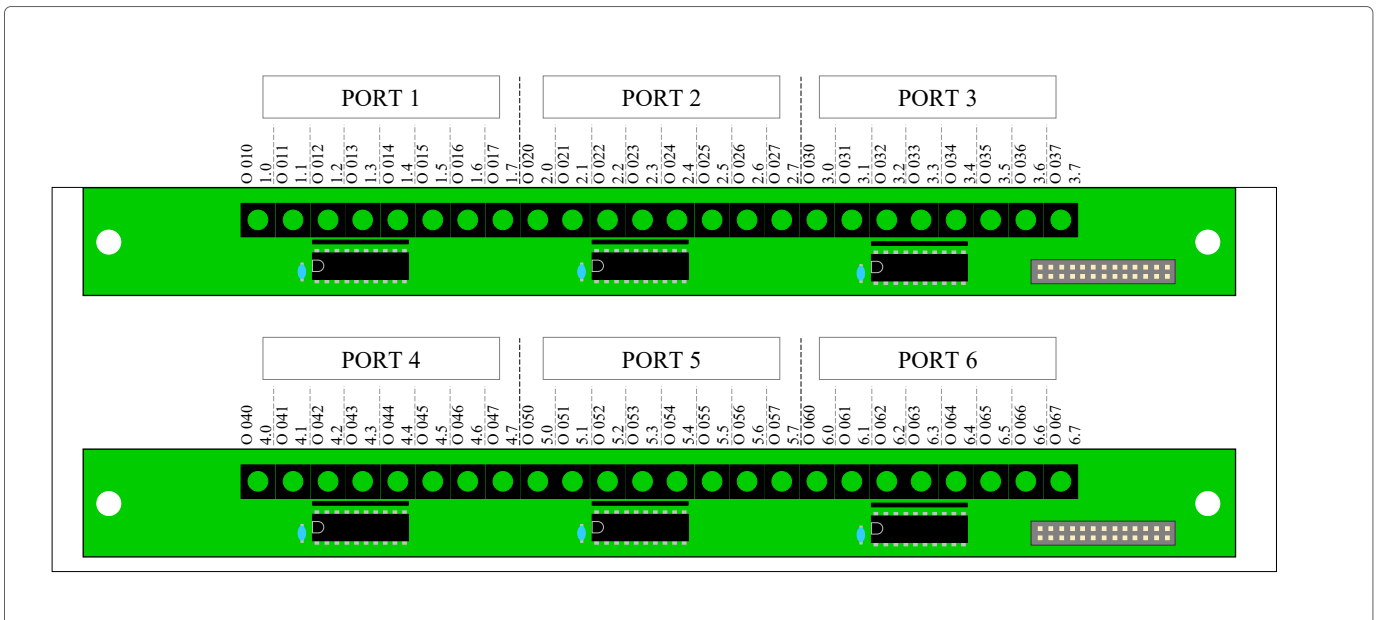 PORT 1
PORT 2
PORT 3
O 010
1.0
O 011
1.1
O 012
1.2
O 013
1.3
O 014
1.4
O 015
1.5
O 016
1.6
O 017
1.7
O 020
2.0
O 021
2.1
O 022
2.2
O 023
2.3
O 024
2.4
O 025
2.5
O 026
2.6
O 027
2.7
O 030
3.0
O 031
3.1
O 032
3.2
O 033
3.3
O 034
3.4
O 035
3.5
O 036
3.6
O 037
3.7
PORT 4
PORT 5
PORT 6
O 040
4.0
O 041
4.1
O 042
4.2
O 043
4.3
O 044
4.4
O 045
4.5
O 046
4.6
O 047
4.7
O 050
5.0
O 051
5.1
O 052
5.2
O 053
5.3
O 054
5.4
O 055
5.5
O 056
5.6
O 057
5.7
O 060
6.0
O 061
6.1
O 062
6.2
O 063
6.3
O 064
6.4
O 065
6.5
O 066
6.6
O 067
6.7